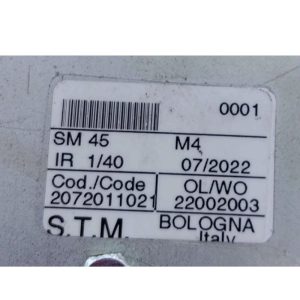 0001
SM 45 M4
IR 1/40 07/2022
Cod./Code OL/WO
2072011021 22002003
S.T.M. BOLOGNA
Italy